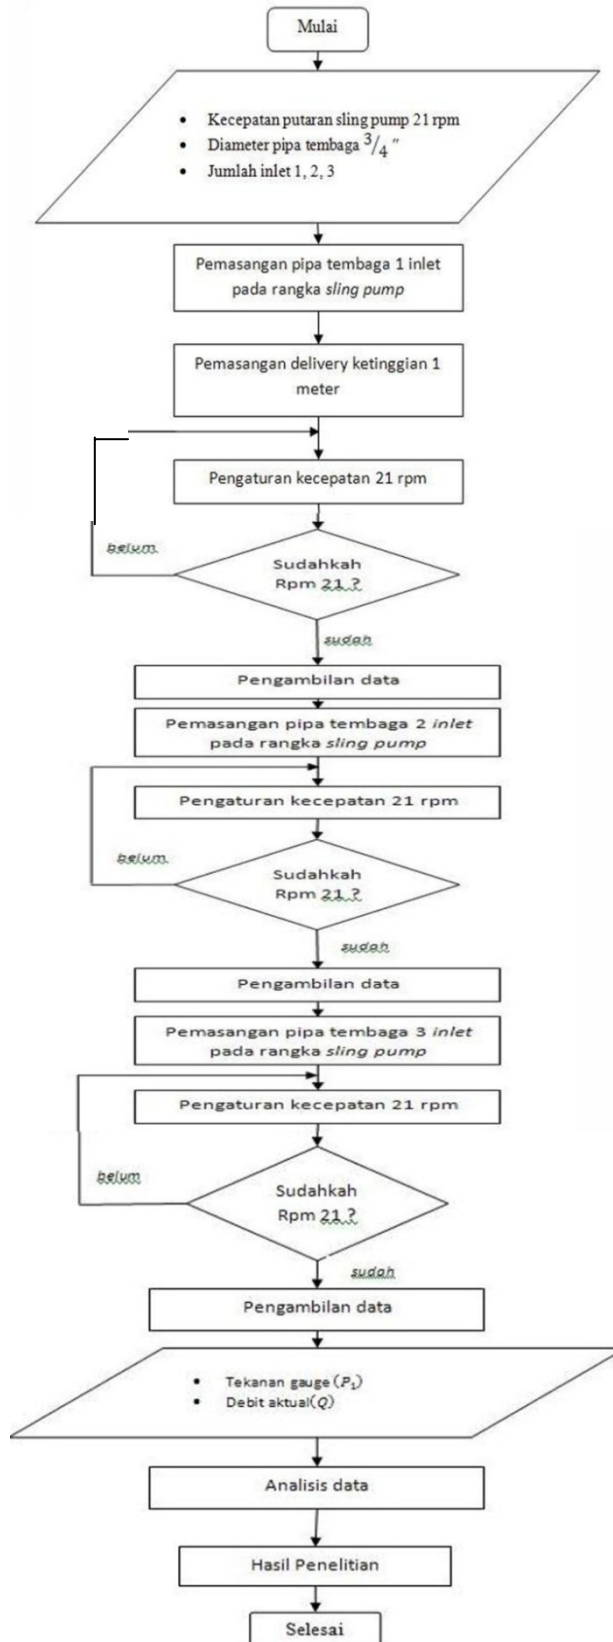 Mulai
• Kecepatan putaran sling pump 21 rpm
• Diameter pipa tembaga 3/4 "
• Jumlah inlet 1, 2, 3
Pemasangan pipa tembaga 1 inlet
pada rangka sling pump
Pemasangan delivery ketinggian 1
meter
Pengaturan kecepatan 21 rpm
belum
Sudahkah
Rpm 21 ?
sudah
Pengambilan data
Pemasangan pipa tembaga 2 inlet
pada rangka sling pump
Pengaturan kecepatan 21 rpm
belum
Sudahkah
Rpm 21 ?
sudah
Pengambilan data
Pemasangan pipa tembaga 3 inlet
pada rangka sling pump
Pengaturan kecepatan 21 rpm
belum
Sudahkah
Rpm 21 ?
sudah
Pengambilan data
• Tekanan gauge (P₁)
• Debit aktual(Q)
Analisis data
Hasil Penelitian
Selesai